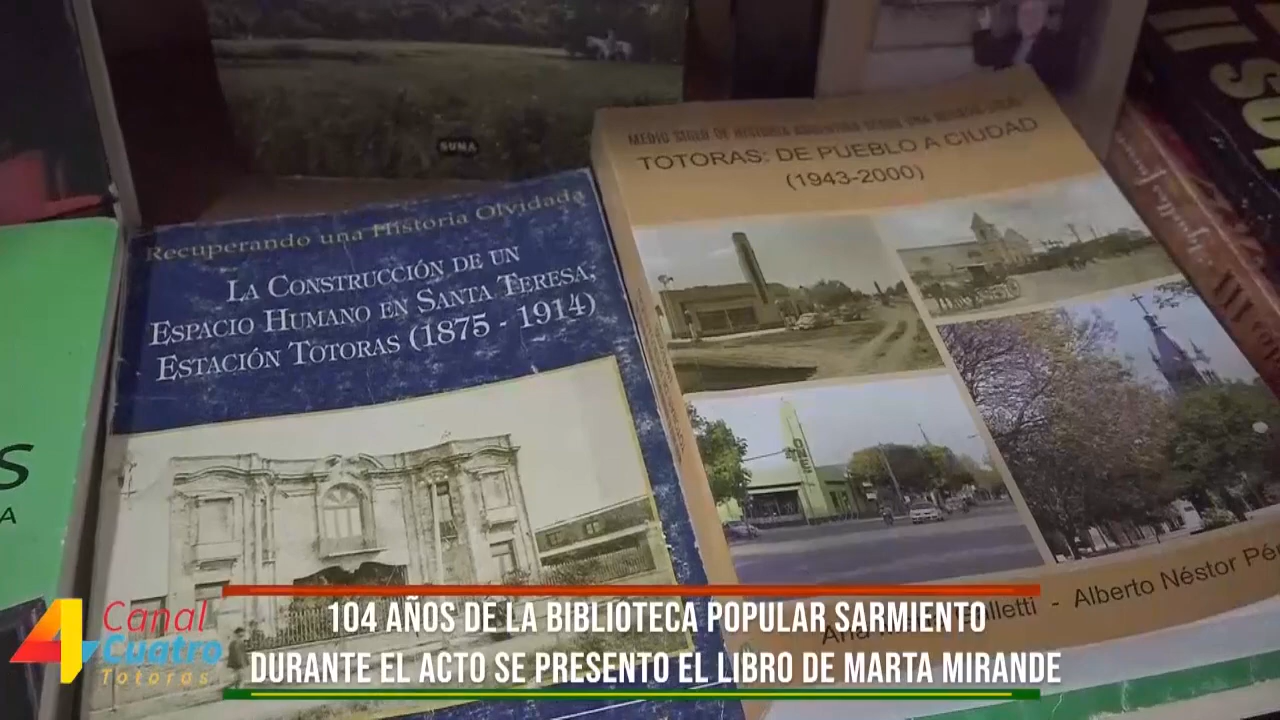 SUMA
Recuperando una Historia Olvidada
LA CONSTRUCCIÓN DE UN
ESPACIO HUMANO EN SANTA TERESA,
ESTACIÓN TOTORAS (1875 - 1914)
MEDIO SIGLO DE HISTORIA ARGENTINA DESDE UNA
TOTORAS: DE PUEBLO A CIUDAD
(1943-2000)
- Alberto Néstor
S
A
XIX
104 AÑOS DE LA BIBLIOTECA POPULAR SARMIENTO
DURANTE EL ACTO SE PRESENTO EL LIBRO DE MARTA MIRANDE
4
Canal
Cuatro
Totoras